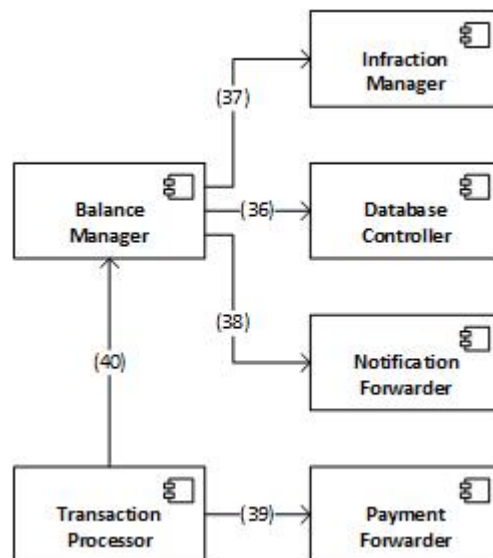 Infraction
Manager
(37)
Balance
Manager
(36)
Database
Controller
(38)
(40)
Notification
Forwarder
Transaction
Processor
(39)
Payment
Forwarder